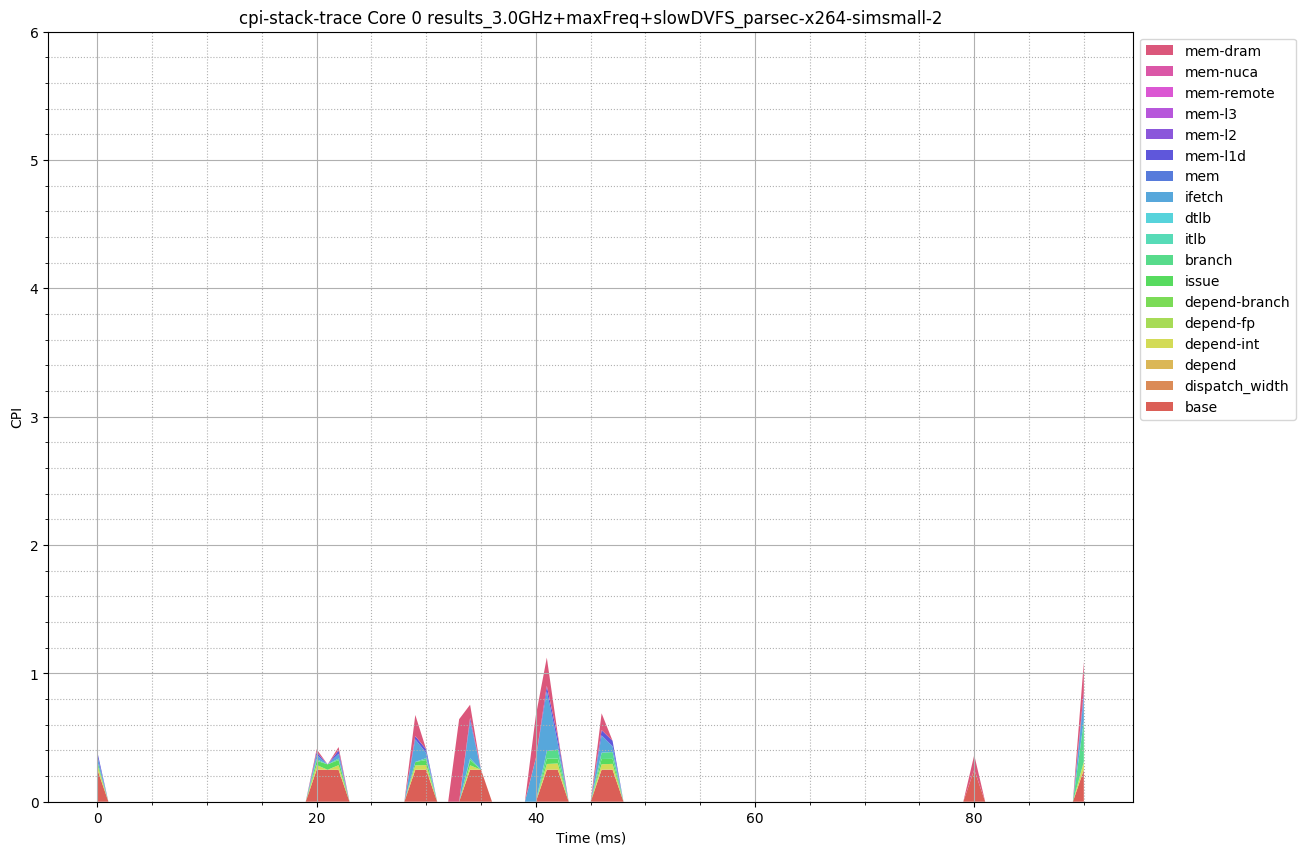 cpi-stack-trace Core 0 results_3.0GHz+maxFreq+slowDVFS_parsec-x264-simsmall-2
6
5
4
3
2
1
0
CPI
0 20 40 60 80
Time (ms)
mem-dram
mem-nuca
mem-remote
mem-l3
mem-l2
mem-l1d
mem
ifetch
dtlb
itlb
branch
issue
depend-branch
depend-fp
depend-int
depend
dispatch_width
base